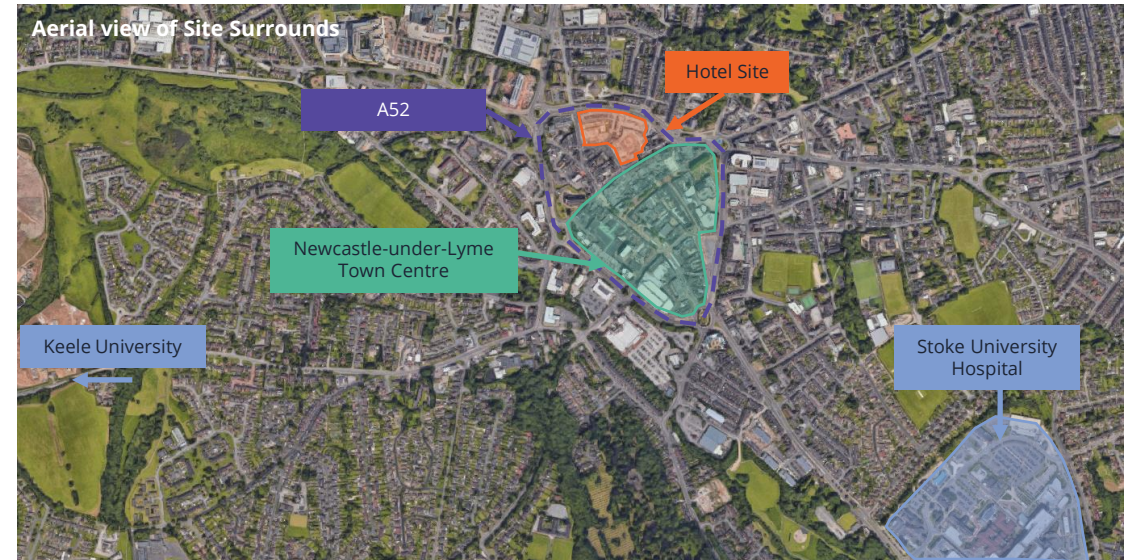 Aerial view of Site Surrounds
Hotel Site
A52
Newcastle-under-Lyme
Town Centre
Keele University
Stoke University
Hospital